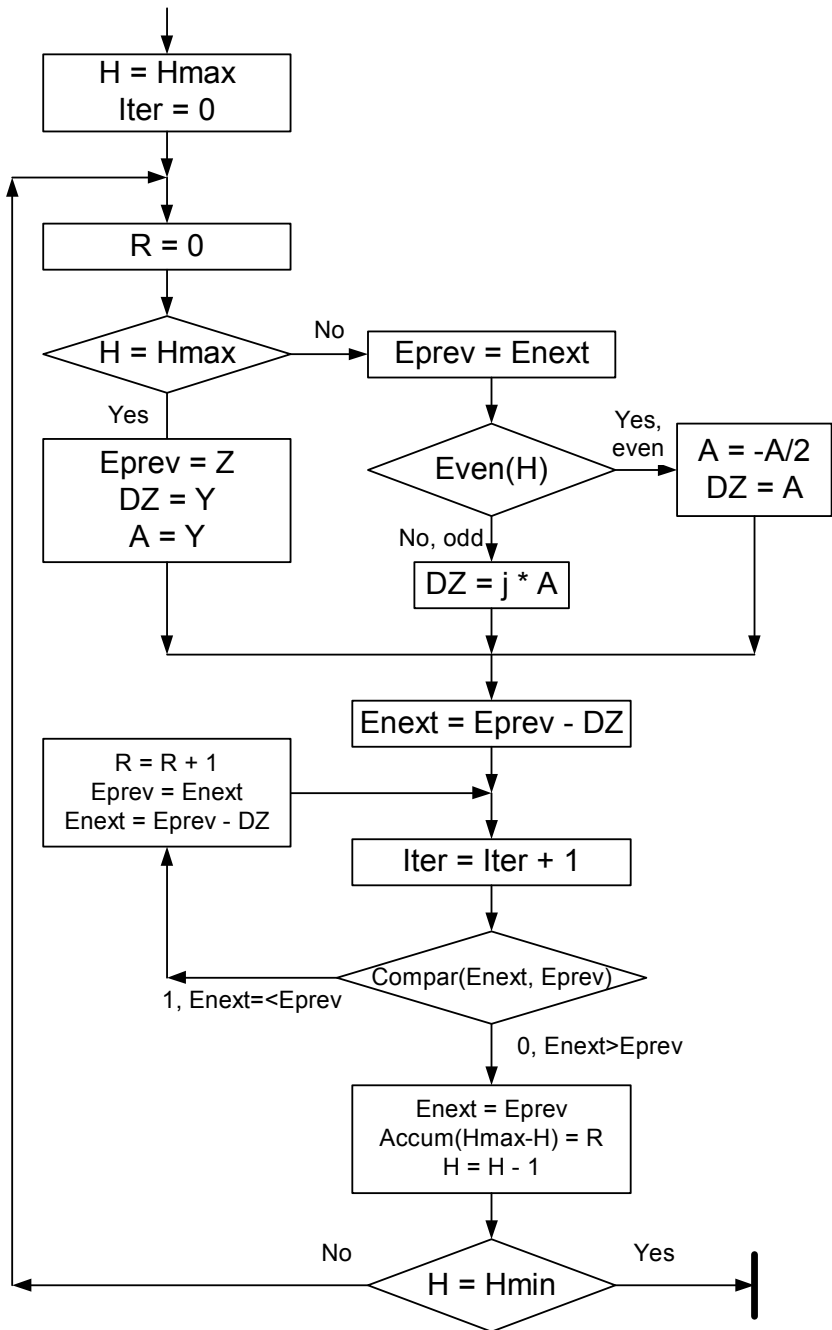 H = Hmax
Iter = 0
R = 0
H = Hmax
No
Eprev = Enext
Yes
Eprev = Z
DZ = Y
A = Y
Even(H)
Yes,
even
A = -A/2
DZ = A
No, odd
DZ = j * A
Enext = Eprev - DZ
R = R + 1
Eprev = Enext
Enext = Eprev - DZ
Iter = Iter + 1
Compar(Enext, Eprev)
1, Enext=<Eprev
0, Enext>Eprev
Enext = Eprev
Accum(Hmax-H) = R
H = H - 1
No
H = Hmin
Yes